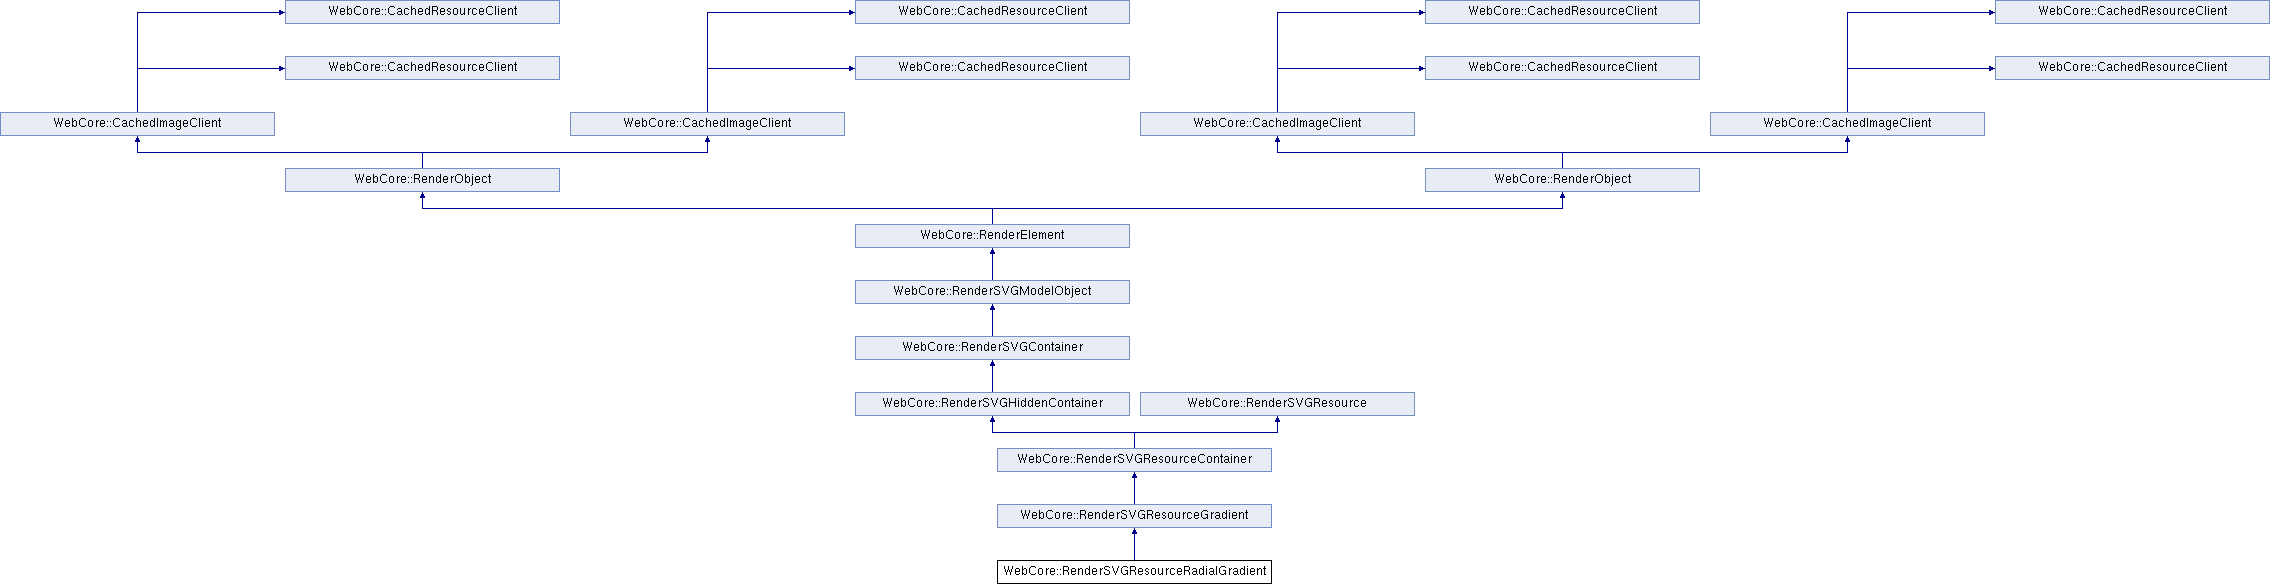 WebCore::CachedResourceClient
WebCore::CachedResourceClient
WebCore::CachedResourceClient
WebCore::CachedResourceClient
WebCore::CachedResourceClient
WebCore::CachedResourceClient
WebCore::CachedResourceClient
WebCore::CachedResourceClient
WebCore::CachedImageClient
WebCore::CachedImageClient
WebCore::CachedImageClient
WebCore::CachedImageClient
WebCore::RenderObject
WebCore::RenderObject
WebCore::RenderElement
WebCore::RenderSVGModelObject
WebCore::RenderSVGContainer
WebCore::RenderSVGHiddenContainer
WebCore::RenderSVGResource
WebCore::RenderSVGResourceContainer
WebCore::RenderSVGResourceGradient
WebCore::RenderSVGResourceRadialGradient